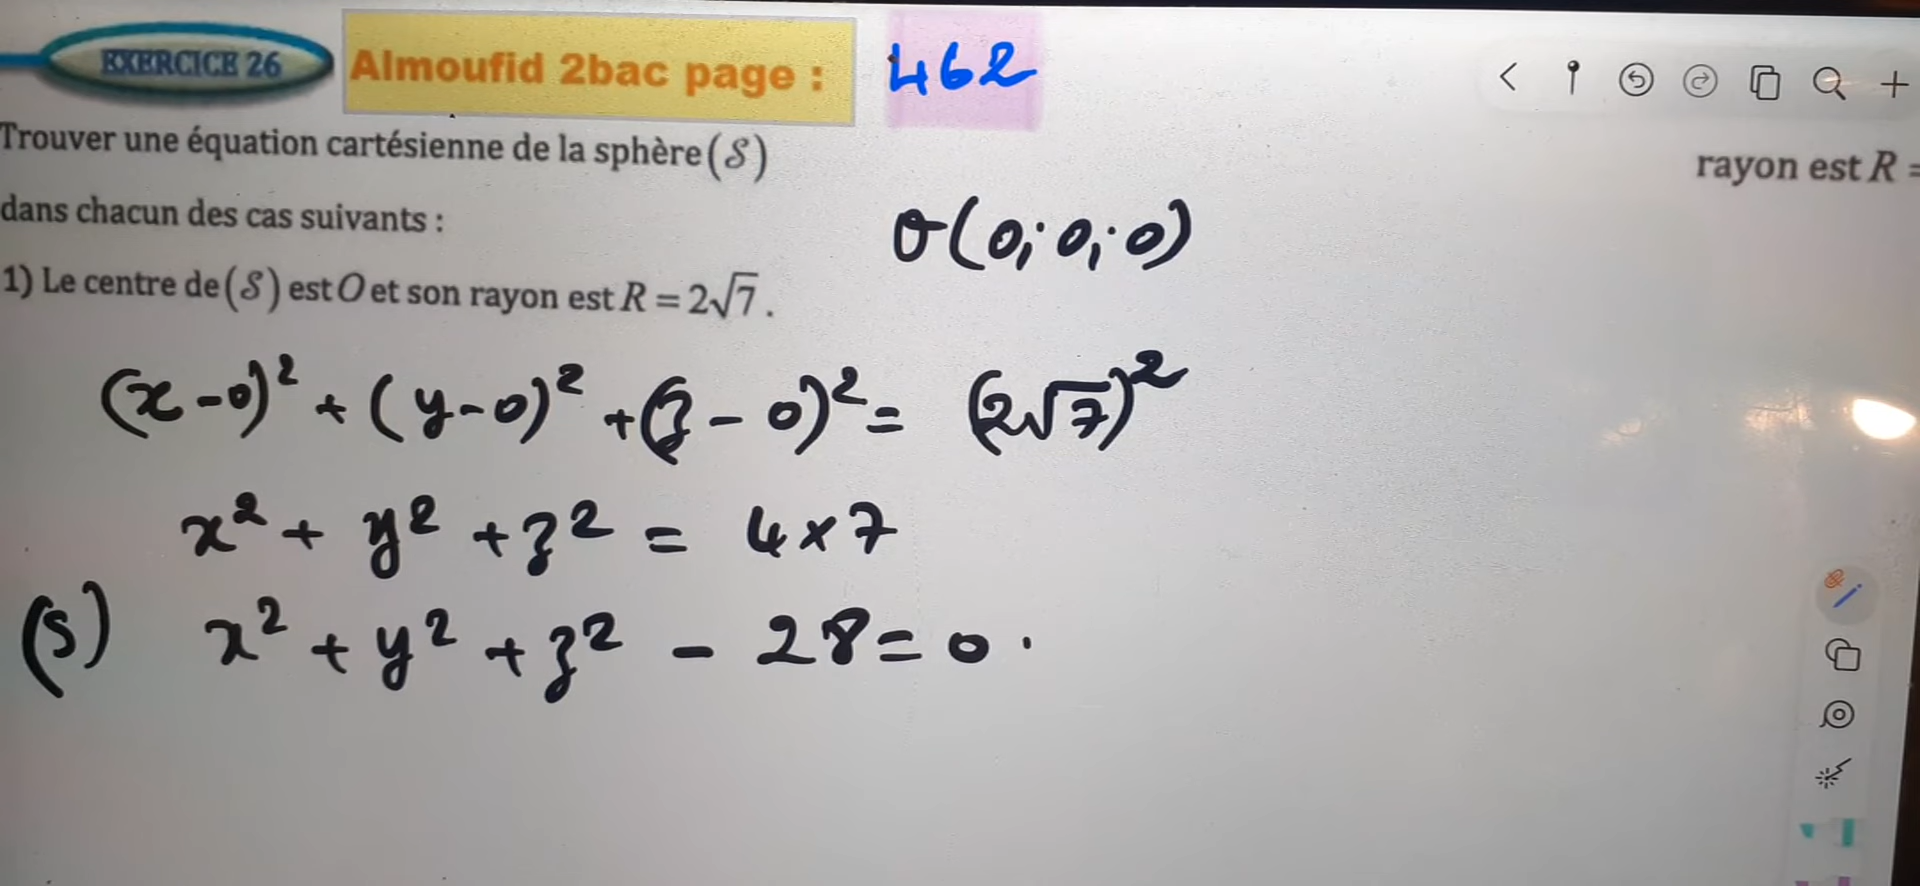 EXERCICE 26 Almoufid 2bac page : 462
Trouver une équation cartésienne de la sphère (S)
rayon est R =
dans chacun des cas suivants :
O(0; 0; 0)
1) Le centre de (S) est O et son rayon est R = 2√7.
(x-0)² + (y-0)² + (z-0)² = (2√7)²
x² + y² + z² = 4×7
(S) x² + y² + z² - 28 = 0.